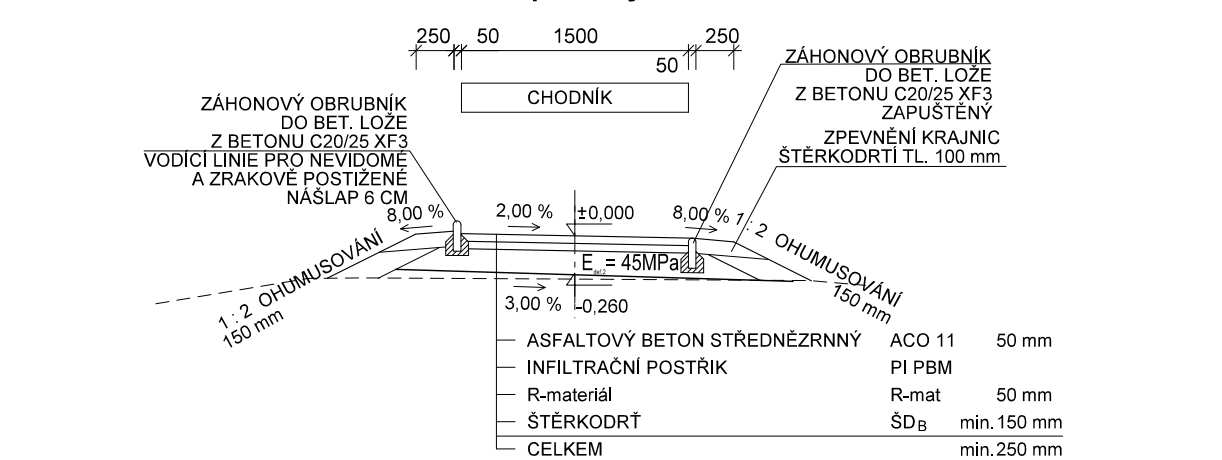 250 50 1500 250
50
CHODNÍK
ZÁHONOVÝ OBRUBNÍK
DO BET. LOŽE
Z BETONU C20/25 XF3
VODÍCÍ LINIE PRO NEVIDOMÉ
A ZRAKOVĚ POSTIŽENÉ
NÁŠLAP 6 CM
ZÁHONOVÝ OBRUBNÍK
DO BET. LOŽE
Z BETONU C20/25 XF3
ZAPUŠTĚNÝ
ZPEVNĚNÍ KRAJNIC
ŠTĚRKODRTÍ TL. 100 mm
8,00 % 2,00 % ±0,000 8,00 %
1 : 2 OHUMUSOVÁNÍ
150 mm
1 : 2 OHUMUSOVÁNÍ
150 mm
E def,2 = 45MPa
3,00 % -0,260
ASFALTOVÝ BETON STŘEDNĚZRNNÝ ACO 11 50 mm
INFILTRAČNÍ POSTŘIK PI PBM
R-materiál R-mat 50 mm
ŠTĚRKODRŤ ŠDB min. 150 mm
CELKEM min. 250 mm